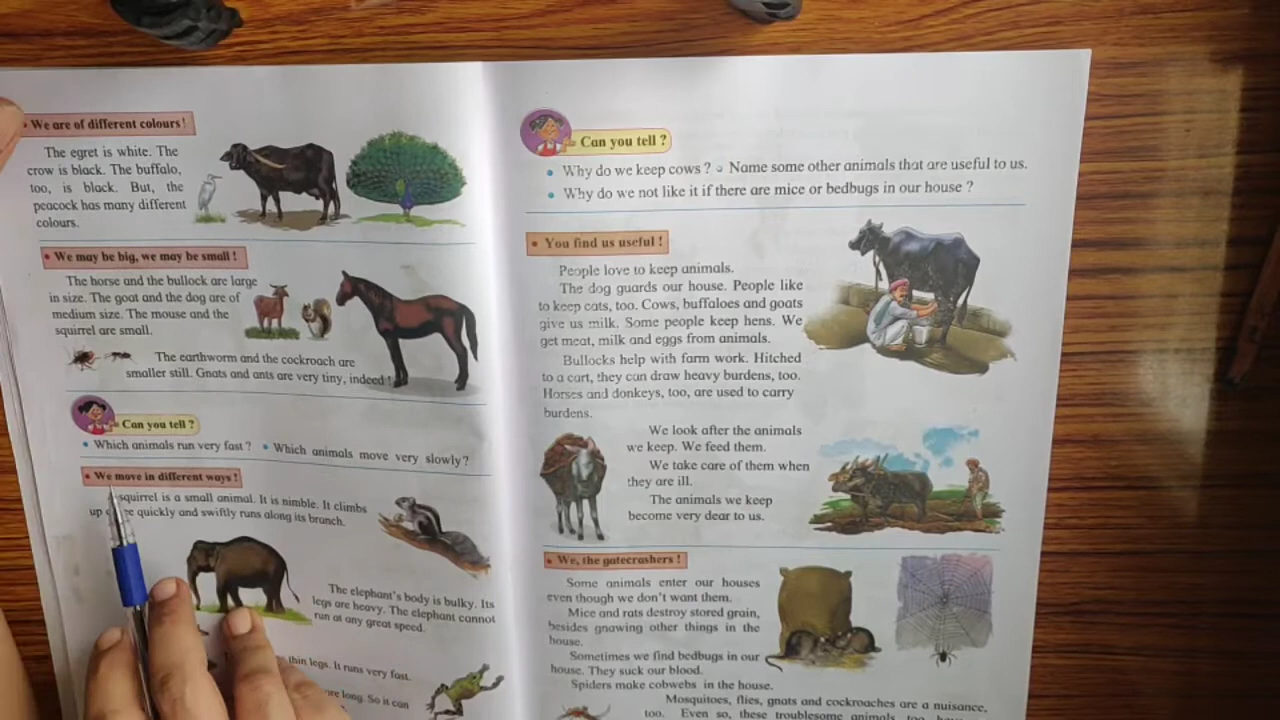 • We are of different colours !
The egret is white. The
crow is black. The buffalo,
too, is black. But, the
peacock has many different
colours.
• We may be big, we may be small !
The horse and the bullock are large
in size. The goat and the dog are of
medium size. The mouse and the
squirrel are small.
The earthworm and the cockroach are
smaller still. Gnats and ants are very tiny, indeed !
Can you tell ?
• Which animals run very fast ? • Which animals move very slowly?
• We move in different ways !
squirrel is a small animal. It is nimble. It climbs
up quickly and swiftly runs along its branch.
The elephant's body is bulky. Its
legs are heavy. The elephant cannot
run at any great speed.
thin legs. It runs very fast.
are long. So it can
Can you tell ?
• Why do we keep cows ? • Name some other animals that are useful to us.
• Why do we not like it if there are mice or bedbugs in our house ?
• You find us useful !
People love to keep animals.
The dog guards our house. People like
to keep cats, too. Cows, buffaloes and goats
give us milk. Some people keep hens. We
get meat, milk and eggs from animals.
Bullocks help with farm work. Hitched
to a cart, they can draw heavy burdens, too.
Horses and donkeys, too, are used to carry
burdens.
We look after the animals
we keep. We feed them.
We take care of them when
they are ill.
The animals we keep
become very dear to us.
• We, the gatecrashers !
Some animals enter our houses
even though we don't want them.
Mice and rats destroy stored grain,
besides gnawing other things in the
house.
Sometimes we find bedbugs in our
house. They suck our blood.
Spiders make cobwebs in the house.
Mosquitoes, flies, gnats and cockroaches are a nuisance,
too. Even so, these troublesome animals too have